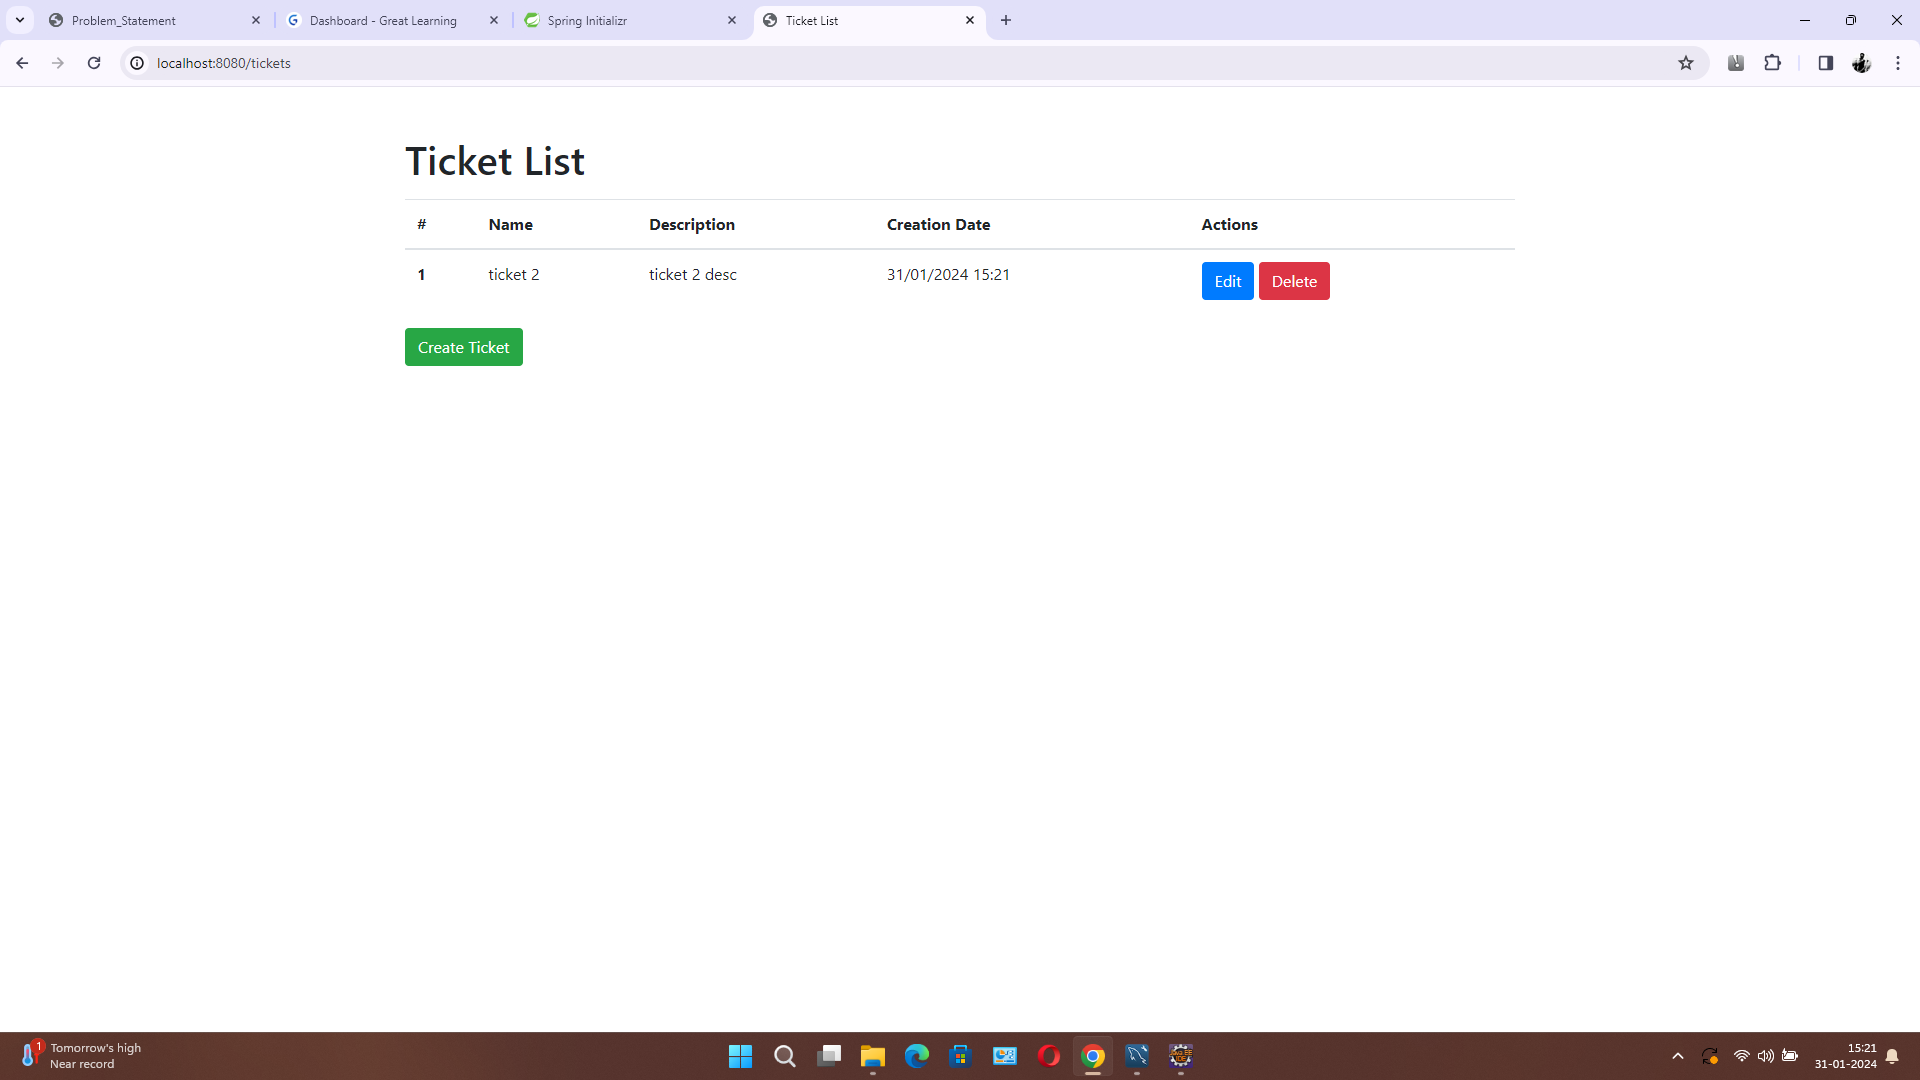 Problem_Statement
Dashboard - Great Learning
Spring Initializr
Ticket List
localhost:8080/tickets
Ticket List
# Name Description Creation Date Actions
1 ticket 2 ticket 2 desc 31/01/2024 15:21 Edit Delete
Create Ticket
1
Tomorrow's high
Near record
15:21
31-01-2024